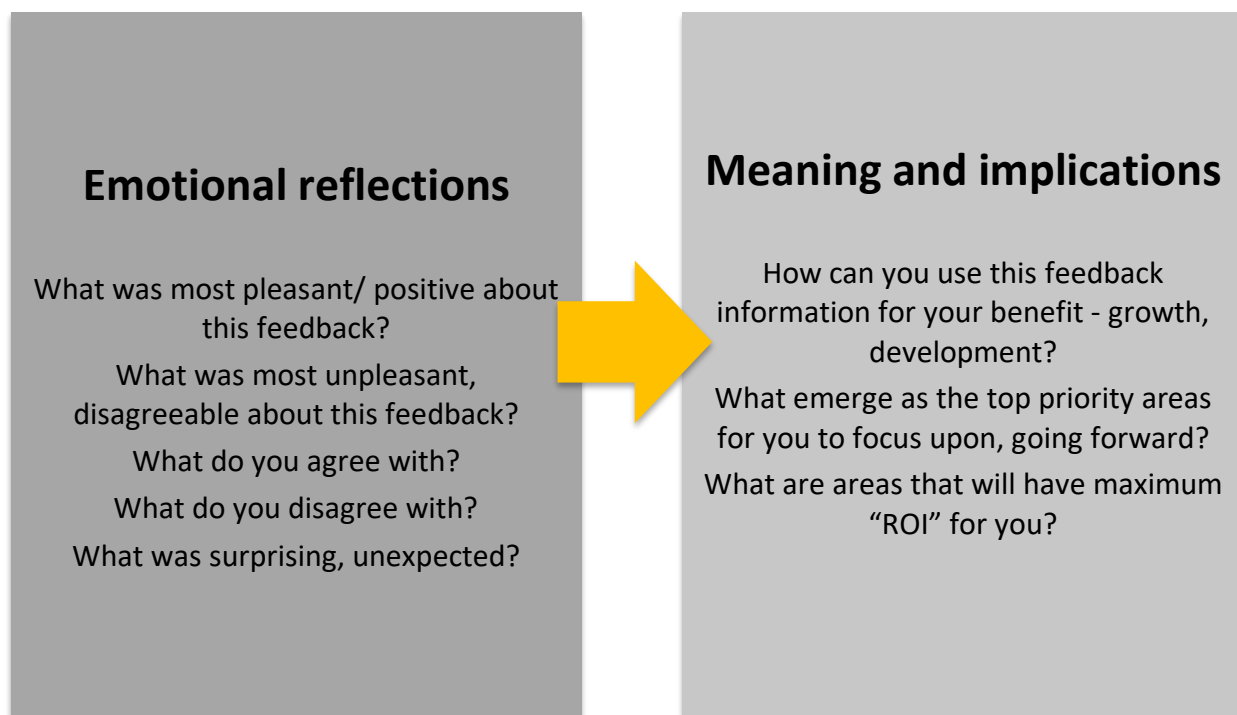 Emotional reflections
What was most pleasant/ positive about
this feedback?
What was most unpleasant,
disagreeable about this feedback?
What do you agree with?
What do you disagree with?
What was surprising, unexpected?
Meaning and implications
How can you use this feedback
information for your benefit - growth,
development?
What emerge as the top priority areas
for you to focus upon, going forward?
What are areas that will have maximum
“ROI” for you?